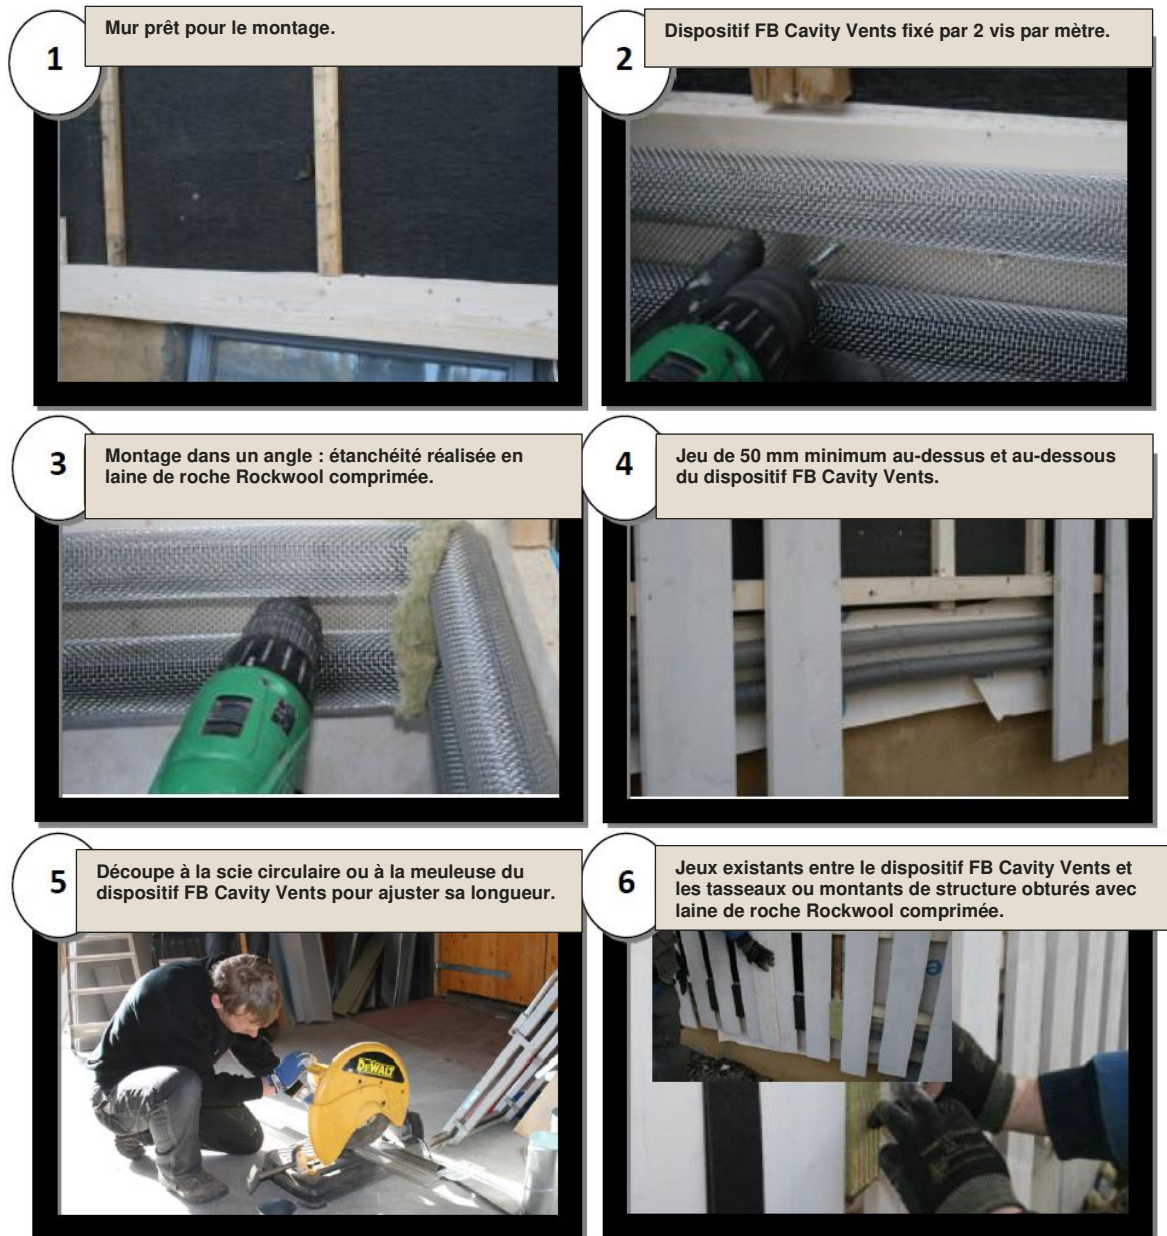 1
Mur prêt pour le montage.
2
Dispositif FB Cavity Vents fixé par 2 vis par mètre.
3
Montage dans un angle : étanchéité réalisée en
laine de roche Rockwool comprimée.
4
Jeu de 50 mm minimum au-dessus et au-dessous
du dispositif FB Cavity Vents.
5
Découpe à la scie circulaire ou à la meuleuse du
dispositif FB Cavity Vents pour ajuster sa longueur.
DEWALT
6
Jeux existants entre le dispositif FB Cavity Vents et
les tasseaux ou montants de structure obturés avec
laine de roche Rockwool comprimée.